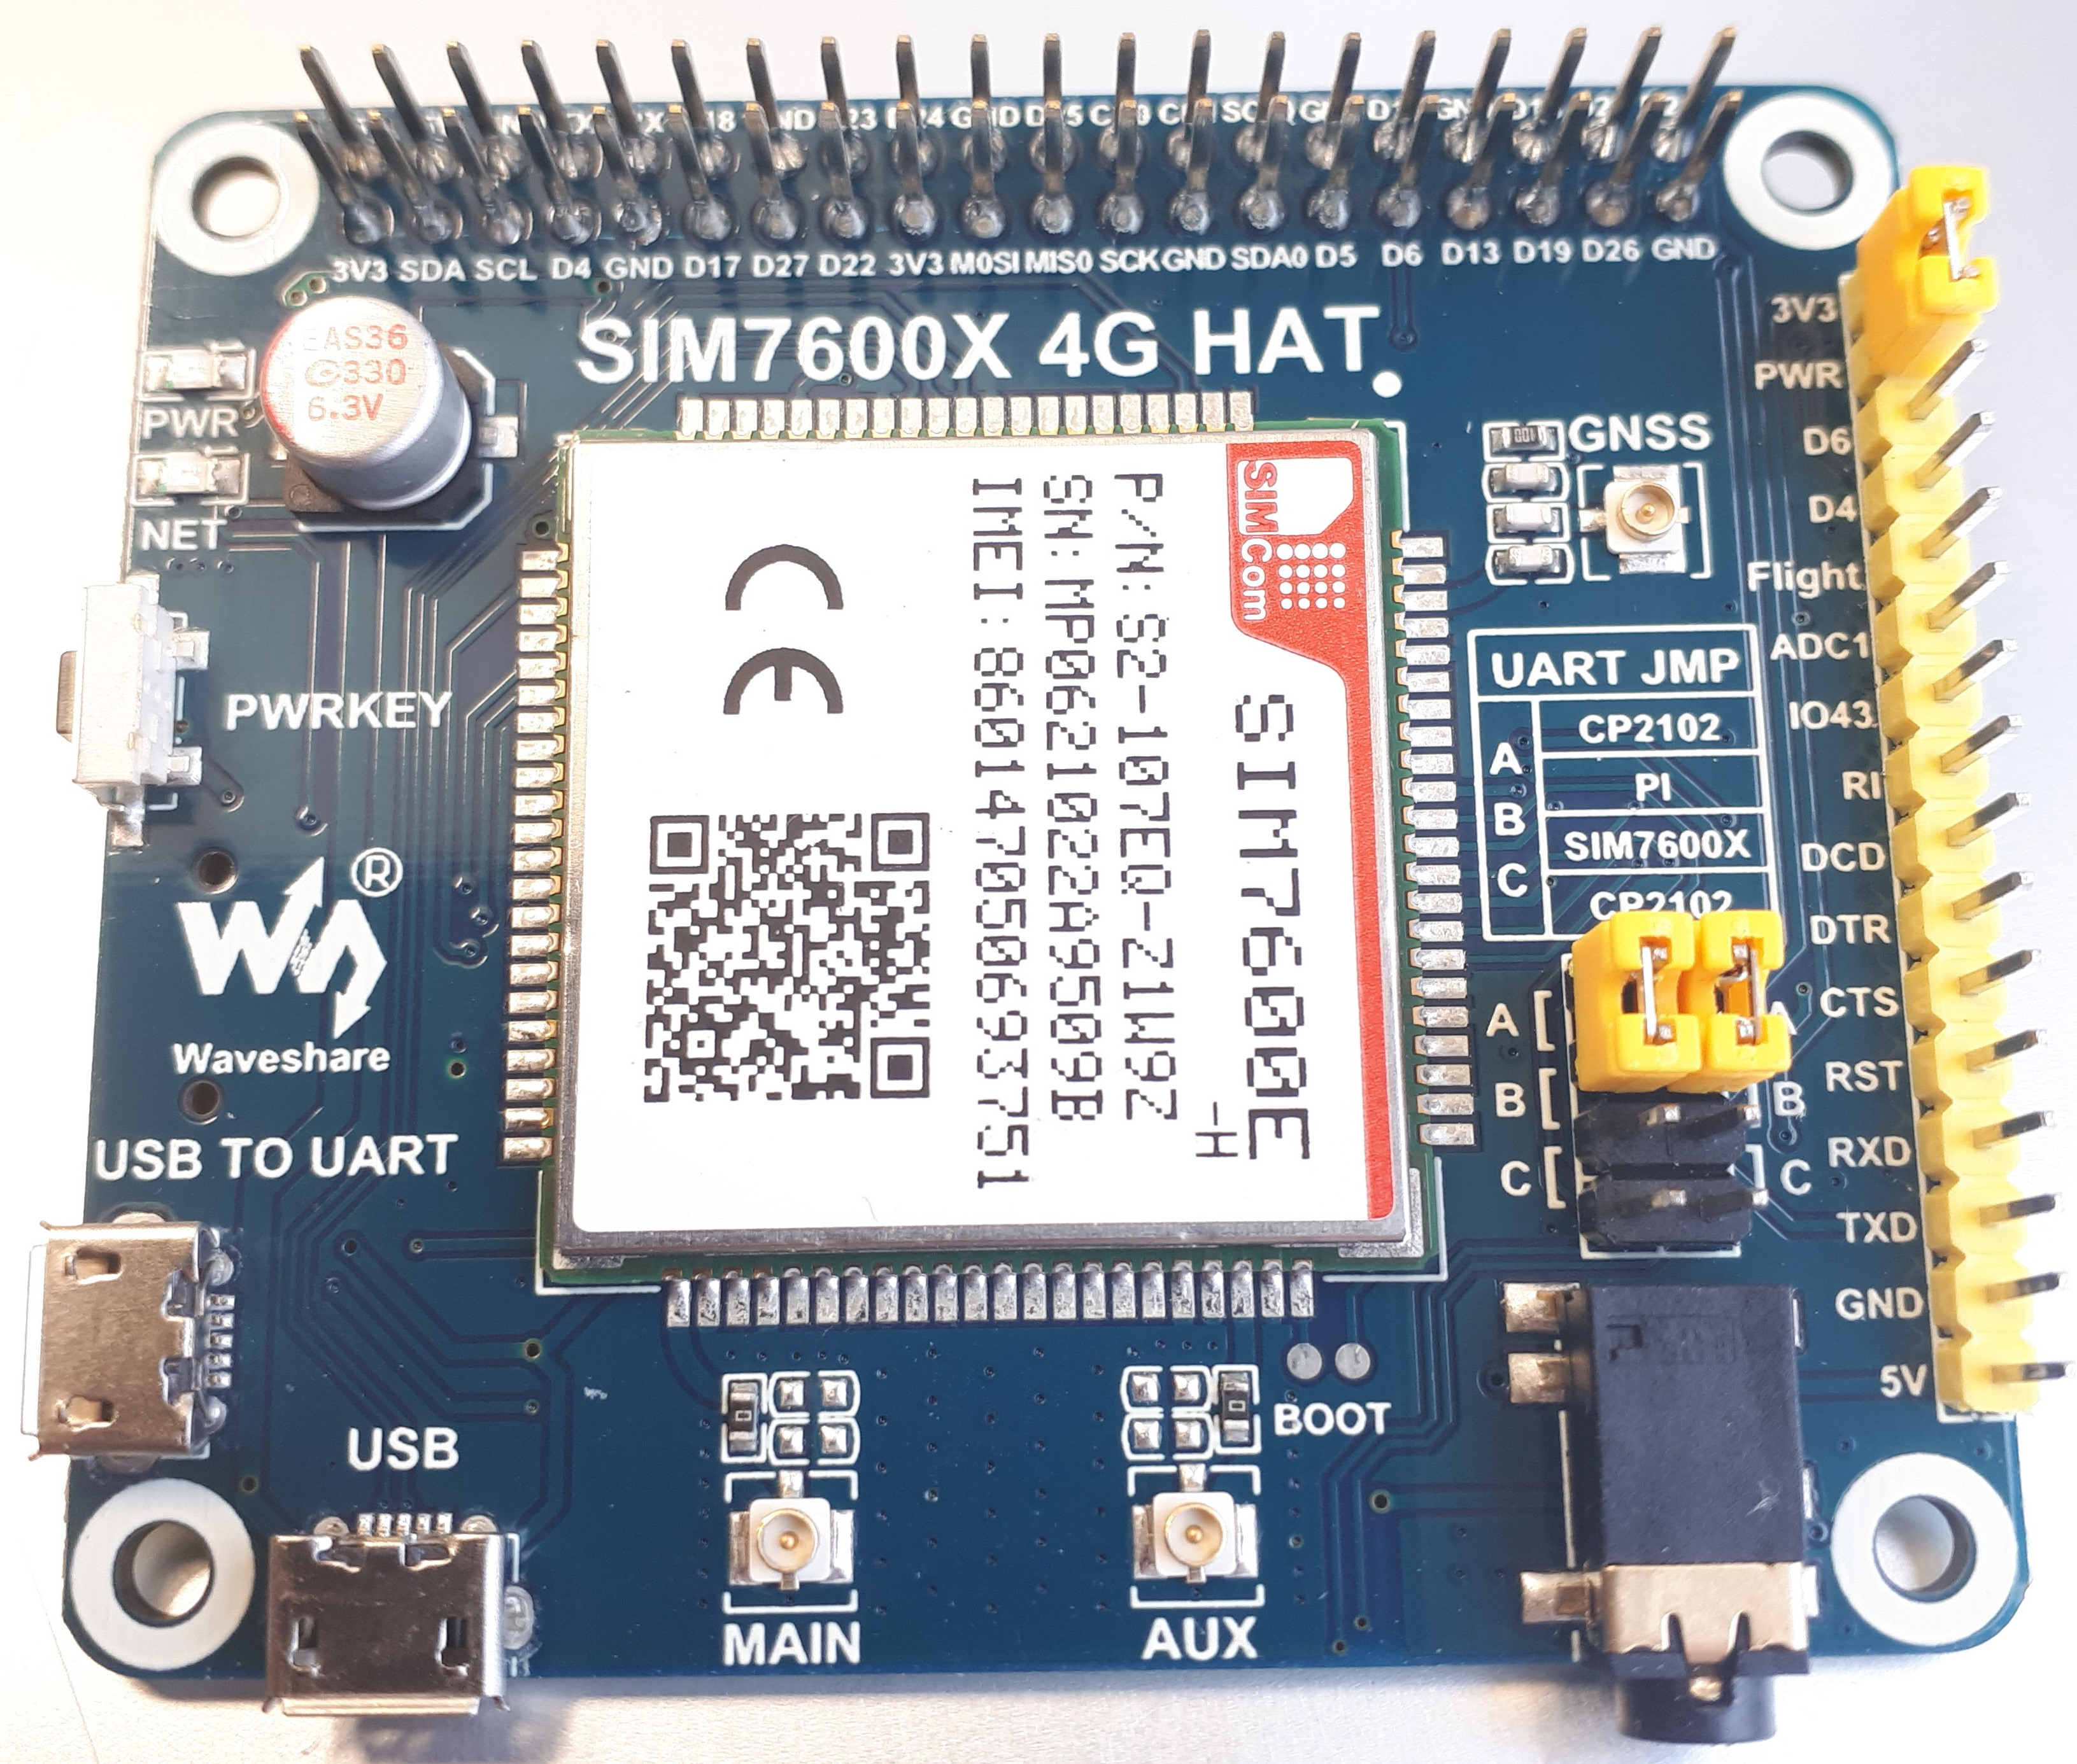 3V3 SDA SCL D4 GND D17 D27 D22 3V3 M0SI MIS0 SCK GND SDA0 D5 D6 D13 D19 D26 GND
SIM7600X 4G HAT
EAS36
330
6.3V
PWR
NET
PWRKEY
®
Waveshare
USB TO UART
USB
SIMCom
SIM7600E
-H
P/N: S2-107EQ-Z1W9Z
SN: MP0621022A9509B
IMEI: 860147050693751
CE
GNSS
UART JMP
A
B
C
CP2102
PI
SIM7600X
CP2102
A
A
B
B
C
C
3V3
PWR
D6
D4
Flight
ADC1
IO43
RI
DCD
DTR
CTS
RST
RXD
TXD
GND
5V
BOOT
MAIN
AUX